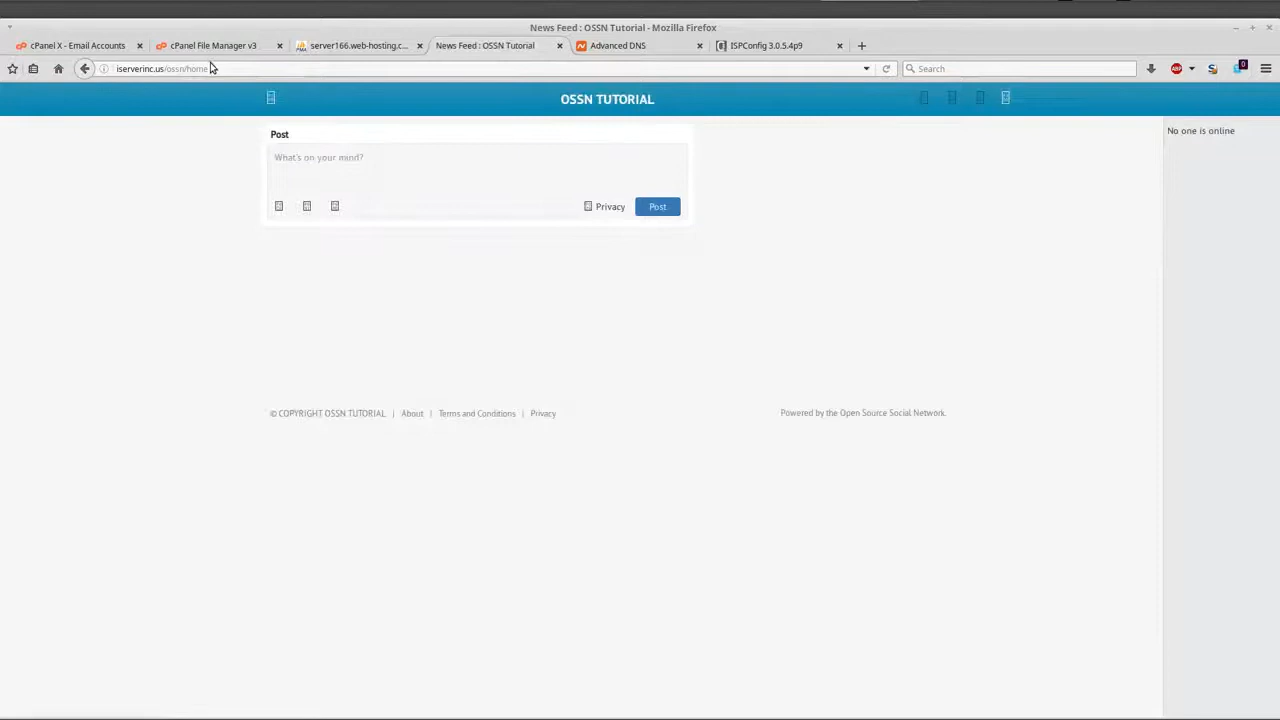 News Feed : OSSN Tutorial - Mozilla Firefox
cPanel X - Email Accounts
cPanel File Manager v3
server166.web-hosting.c...
News Feed : OSSN Tutorial
Advanced DNS
ISPConfig 3.0.5.4p9
iserverinc.us/ossn/home
Search
ABP
0
OSSN TUTORIAL
Post
What's on your mind?
Privacy
Post
No one is online
© COPYRIGHT OSSN TUTORIAL | About | Terms and Conditions | Privacy
Powered by the Open Source Social Network.